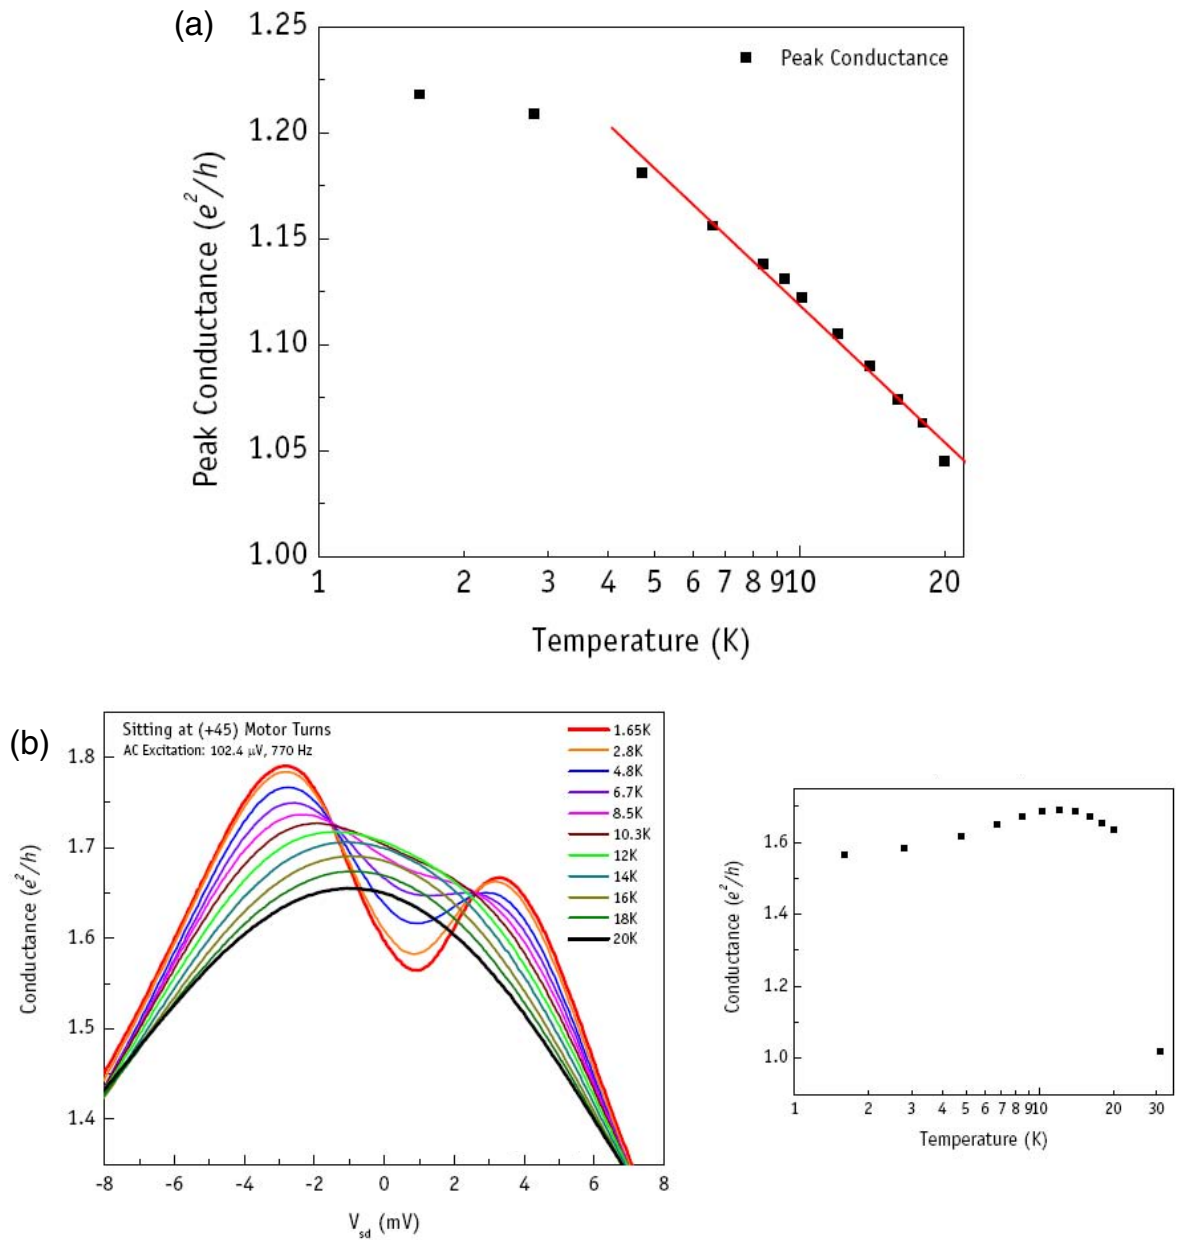 (a)
1.25
1.20
1.15
1.10
1.05
1.00
Peak Conductance (e²/h)
Peak Conductance
1 2 3 4 5 6 7 8 910 20
Temperature (K)
(b)
Sitting at (+45) Motor Turns
AC Excitation: 102.4 μV, 770 Hz
1.65K
2.8K
4.8K
6.7K
8.5K
10.3K
12K
14K
16K
18K
20K
1.8
1.7
1.6
1.5
1.4
Conductance (e²/h)
-8 -6 -4 -2 0 2 4 6 8
V_sd (mV)
1.6
1.4
1.2
1.0
Conductance (e²/h)
1 2 3 4 5 6 7 8 910 20 30
Temperature (K)